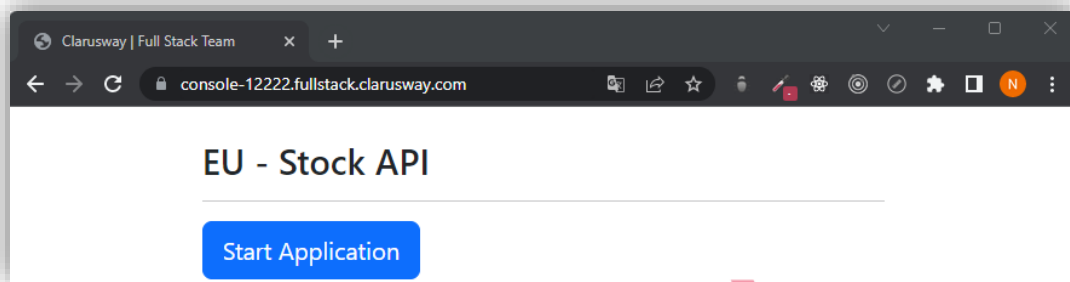 Clarusway | Full Stack Team
console-12222.fullstack.clarusway.com
N
EU - Stock API
Start Application